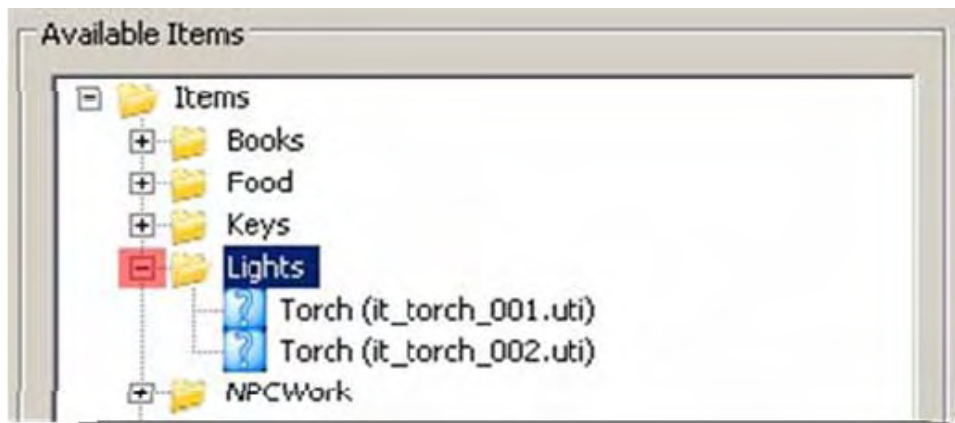 Available Items
Items
Books
Food
Keys
Lights
Torch (it_torch_001.uti)
Torch (it_torch_002.uti)
NPCWork